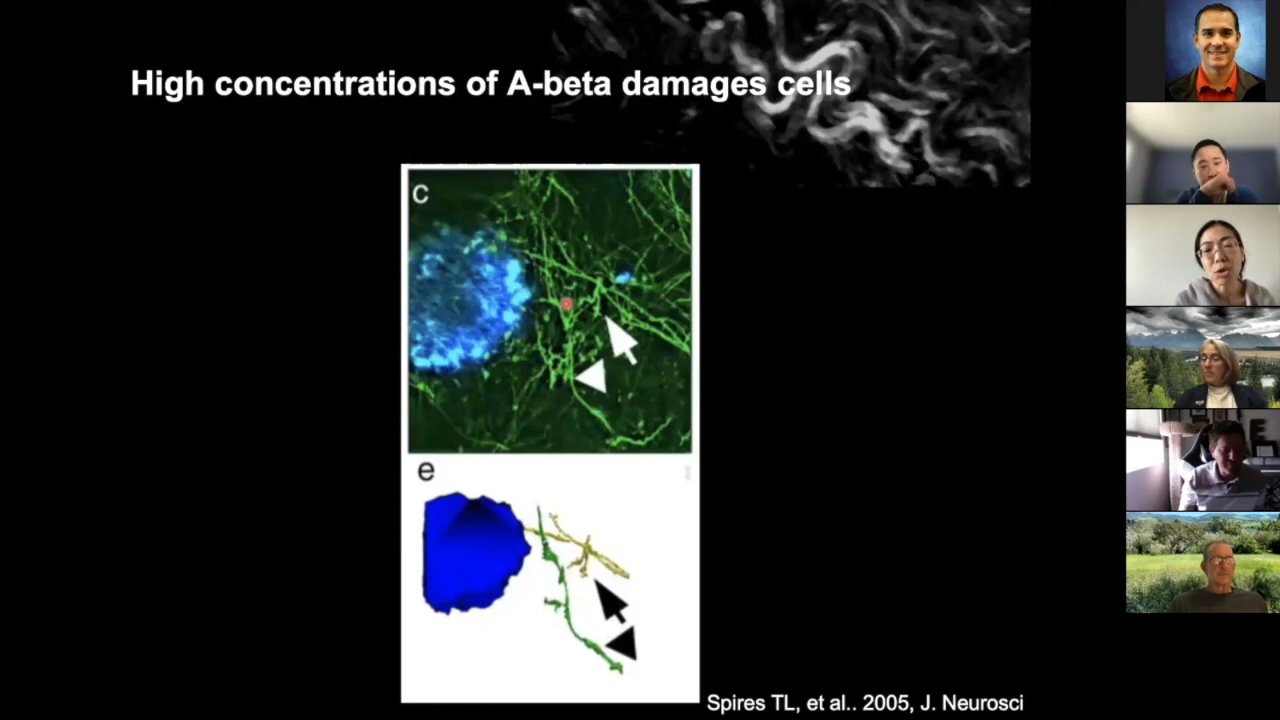 High concentrations of A-beta damages cells
c
e
Spires TL, et al.. 2005, J. Neurosci